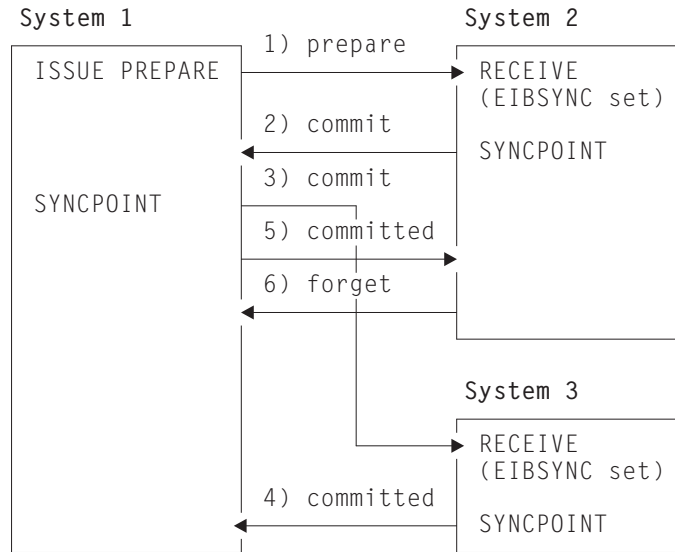 System 1
System 2
1) prepare
ISSUE PREPARE
RECEIVE
(EIBSYNC set)
2) commit
SYNCPOINT
3) commit
SYNCPOINT
5) committed
6) forget
System 3
RECEIVE
(EIBSYNC set)
4) committed
SYNCPOINT